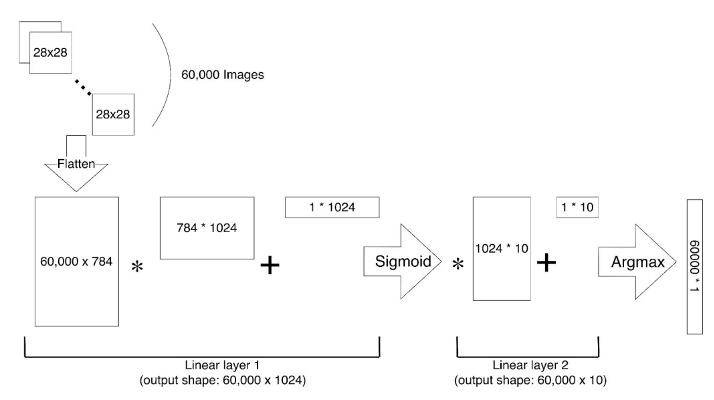 28x28
60,000 Images
28x28
Flatten
60,000 x 784
*
784 * 1024
+
1 * 1024
Sigmoid
*
1024 * 10
+
1 * 10
Argmax
60000 * 1
Linear layer 1
(output shape: 60,000 x 1024)
Linear layer 2
(output shape: 60,000 x 10)